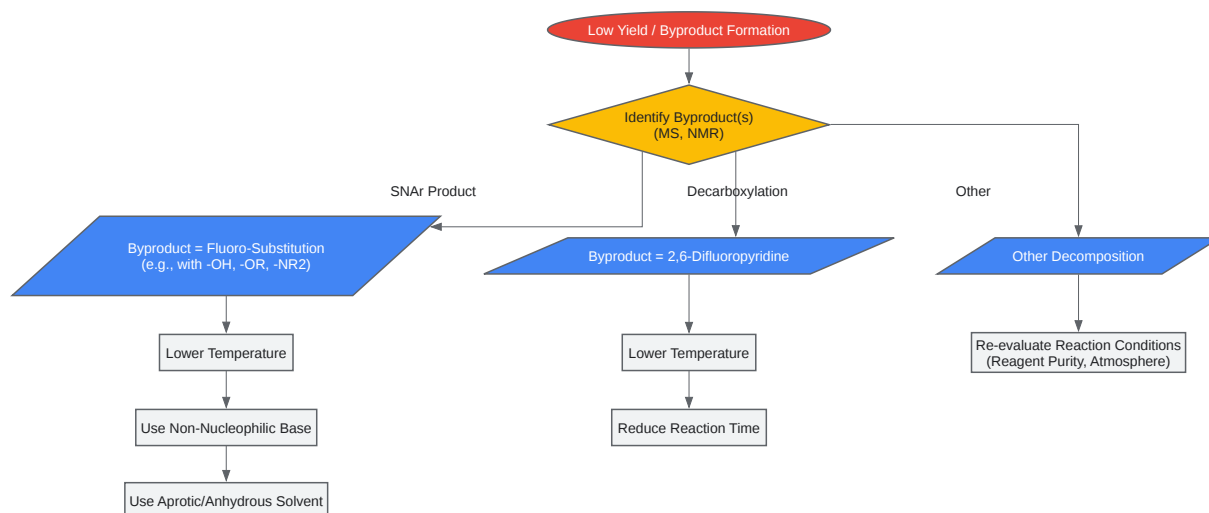 Low Yield / Byproduct Formation
Identify Byproduct(s)
(MS, NMR)
SNAr Product
Decarboxylation
Other
Byproduct = Fluoro-Substitution
(e.g., with -OH, -OR, -NR2)
Byproduct = 2,6-Difluoropyridine
Other Decomposition
Lower Temperature
Lower Temperature
Re-evaluate Reaction Conditions
(Reagent Purity, Atmosphere)
Use Non-Nucleophilic Base
Reduce Reaction Time
Use Aprotic/Anhydrous Solvent